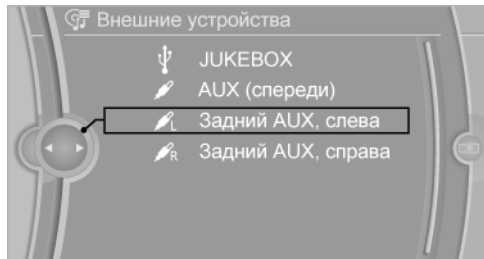 Внешние устройства
JUKEBOX
AUX (спереди)
L Задний AUX, слева
R Задний AUX, справа